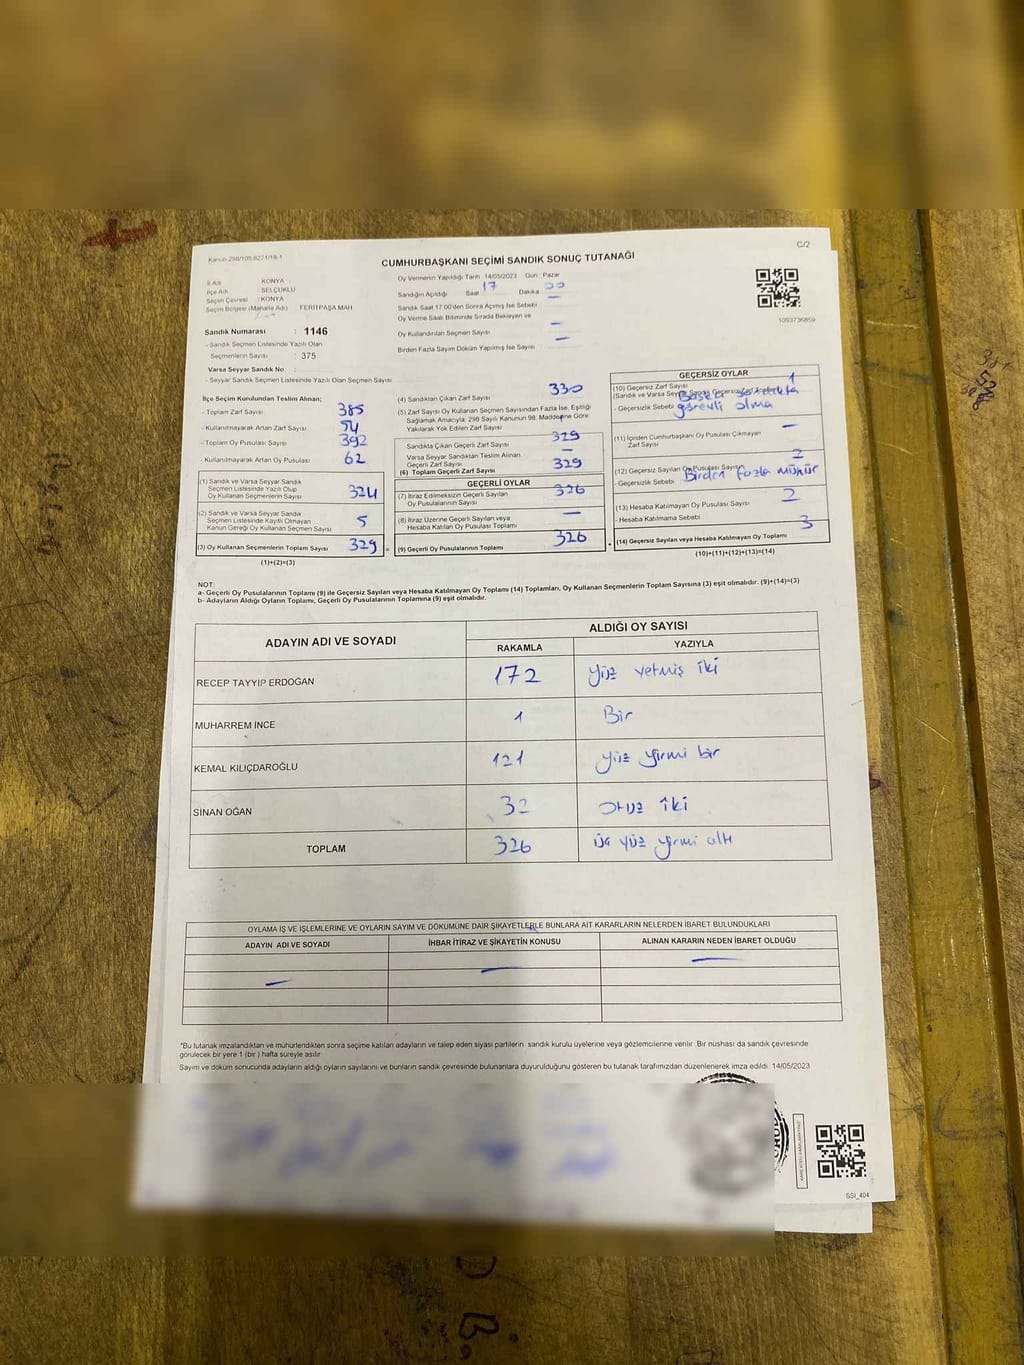 Kanun:298/105,8271/16-1
C/2
CUMHURBAŞKANI SEÇİMİ SANDIK SONUÇ TUTANAĞI
İl Adı : KONYA
İlçe Adı : SELÇUKLU
Seçim Çevresi : KONYA
Seçim Bölgesi (Mahalle Adı) : FERİTPAŞA MAH
Sandık Numarası : 1146
- Sandık Seçmen Listesinde Yazılı Olan
Seçmenlerin Sayısı : 375
Varsa Seyyar Sandık No :
- Seyyar Sandık Seçmen Listesinde Yazılı Olan Seçmen Sayısı
Oy Vermenin Yapıldığı Tarih :14/05/2023 Gün : Pazar
Sandığın Açıldığı Saat 17 Dakika 00
Sandık Saat 17:00'den Sonra Açılmış İse Sebebi —
Oy Verme Saati Bitiminde Sırada Bekleyen ve
Oy Kullandırılan Seçmen Sayısı —
Birden Fazla Sayım Döküm Yapılmış İse Sayısı —
1093736859
İlçe Seçim Kurulundan Teslim Alınan;
- Toplam Zarf Sayısı 385
- Kullanılmayarak Artan Zarf Sayısı 54
- Toplam Oy Pusulası Sayısı 392
- Kullanılmayarak Artan Oy Pusulası 62
(1) Sandık ve Varsa Seyyar Sandık
Seçmen Listesinde Yazılı Olup
Oy Kullanan Seçmenlerin Sayısı 324
(2) Sandık ve Varsa Seyyar Sandık
Seçmen Listesinde Kayıtlı Olmayan
Kanun Gereği Oy Kullanan Seçmen Sayısı 5
(3) Oy Kullanan Seçmenlerin Toplam Sayısı 329 =
(1)+(2)=(3)
(4) Sandıktan Çıkan Zarf Sayısı 330
(5) Zarf Sayısı Oy Kullanan Seçmen Sayısından Fazla İse, Eşitliği
Sağlamak Amacıyla, 298 Sayılı Kanunun 98. Maddesine Göre
Yakılarak Yok Edilen Zarf Sayısı
Sandıkta Çıkan Geçerli Zarf Sayısı 329
Varsa Seyyar Sandıktan Teslim Alınan
Geçerli Zarf Sayısı —
(6) Toplam Geçerli Zarf Sayısı 329
GEÇERLİ OYLAR
(7) İtiraz Edilmeksizin Geçerli Sayılan
Oy Pusulalarının Sayısı 326
(8) İtiraz Üzerine Geçerli Sayılan veya
Hesaba Katılan Oy Pusulası Toplamı —
(9) Geçerli Oy Pusulalarının Toplamı 326 +
GEÇERSİZ OYLAR
(10) Geçersiz Zarf Sayısı 1
- Geçersizlik Sebebi Başka sandıkta
görevli olma
(11) İçinden Cumhurbaşkanı Oy Pusulası Çıkmayan
Zarf Sayısı —
(12) Geçersiz Sayılan Oy Pusulası Sayısı 2
- Geçersizlik Sebebi Birden fazla mühür
(13) Hesaba Katılmayan Oy Pusulası Sayısı 2
- Hesaba Katılmama Sebebi
(14) Geçersiz Sayılan veya Hesaba Katılmayan Oy Toplamı 3
(10)+(11)+(12)+(13)=(14)
NOT:
a- Geçerli Oy Pusulasının Toplamı (9) ile Geçersiz Sayılan veya Hesaba Katılmayan Oy Toplamı (14) Toplamları, Oy Kullanan Seçmenlerin Toplam Sayısına (3) eşit olmalıdır. (9)+(14)=(3)
b- Adayların Aldığı Oyların Toplamı, Geçerli Oy Pusulalarının Toplamına (9) eşit olmalıdır.
ADAYIN ADI VE SOYADI
ALDIĞI OY SAYISI
RAKAMLA YAZIYLA
RECEP TAYYİP ERDOĞAN 172 yüz yetmiş iki
MUHARREM İNCE 1 Bir
KEMAL KILIÇDAROĞLU 121 yüz yirmi bir
SİNAN OĞAN 32 otuz iki
TOPLAM 326 üç yüz yirmi altı
OYLAMA İŞ VE İŞLEMLERİNE VE OYLARIN SAYIM VE DÖKÜMÜNE DAİR ŞİKAYETLERLE BUNLARA AİT KARARLARIN NELERDEN İBARET BULUNDUKLARI
ADAYIN ADI VE SOYADI İHBAR İTİRAZ VE ŞİKAYETİN KONUSU ALINAN KARARIN NEDEN İBARET OLDUĞU
— — —
"Bu tutanak imzalandıktan ve mühürlendikten sonra seçime katılan adayların ve talep eden siyasi partilerin sandık kurulu üyelerine veya gözlemcilerine verilir. Bir nüshası da sandık çevresinde
görülecek bir yere 1 (bir) hafta süreyle asılır
Sayım ve döküm sonucunda adayların aldığı oyların sayılarını ve bunların sandık çevresinde bulunanlara duyurulduğunu gösteren bu tutanak tarafımızdan düzenlenerek imza edildi. 14/05/2023
SSI_404